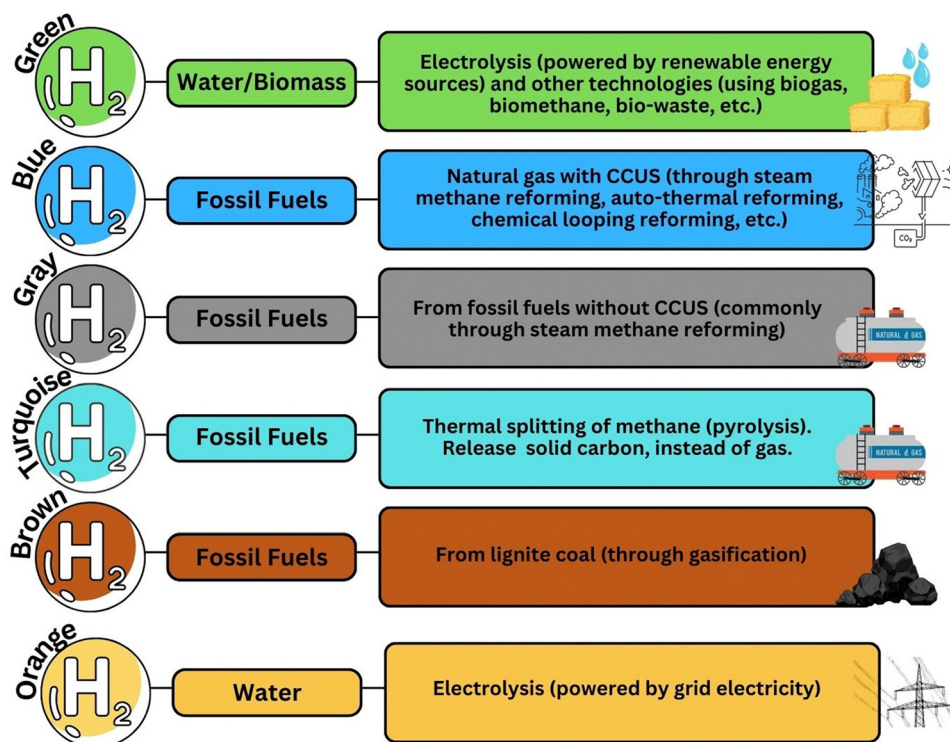 Green
H2
Water/Biomass
Electrolysis (powered by renewable energy
sources) and other technologies (using biogas,
biomethane, bio-waste, etc.)
Blue
H2
Fossil Fuels
Natural gas with CCUS (through steam
methane reforming, auto-thermal reforming,
chemical looping reforming, etc.)
CO₂
Gray
H2
Fossil Fuels
From fossil fuels without CCUS (commonly
through steam methane reforming)
NATURAL GAS
Turquoise
H2
Fossil Fuels
Thermal splitting of methane (pyrolysis).
Release solid carbon, instead of gas.
NATURAL GAS
Brown
H2
Fossil Fuels
From lignite coal (through gasification)
Orange
H2
Water
Electrolysis (powered by grid electricity)